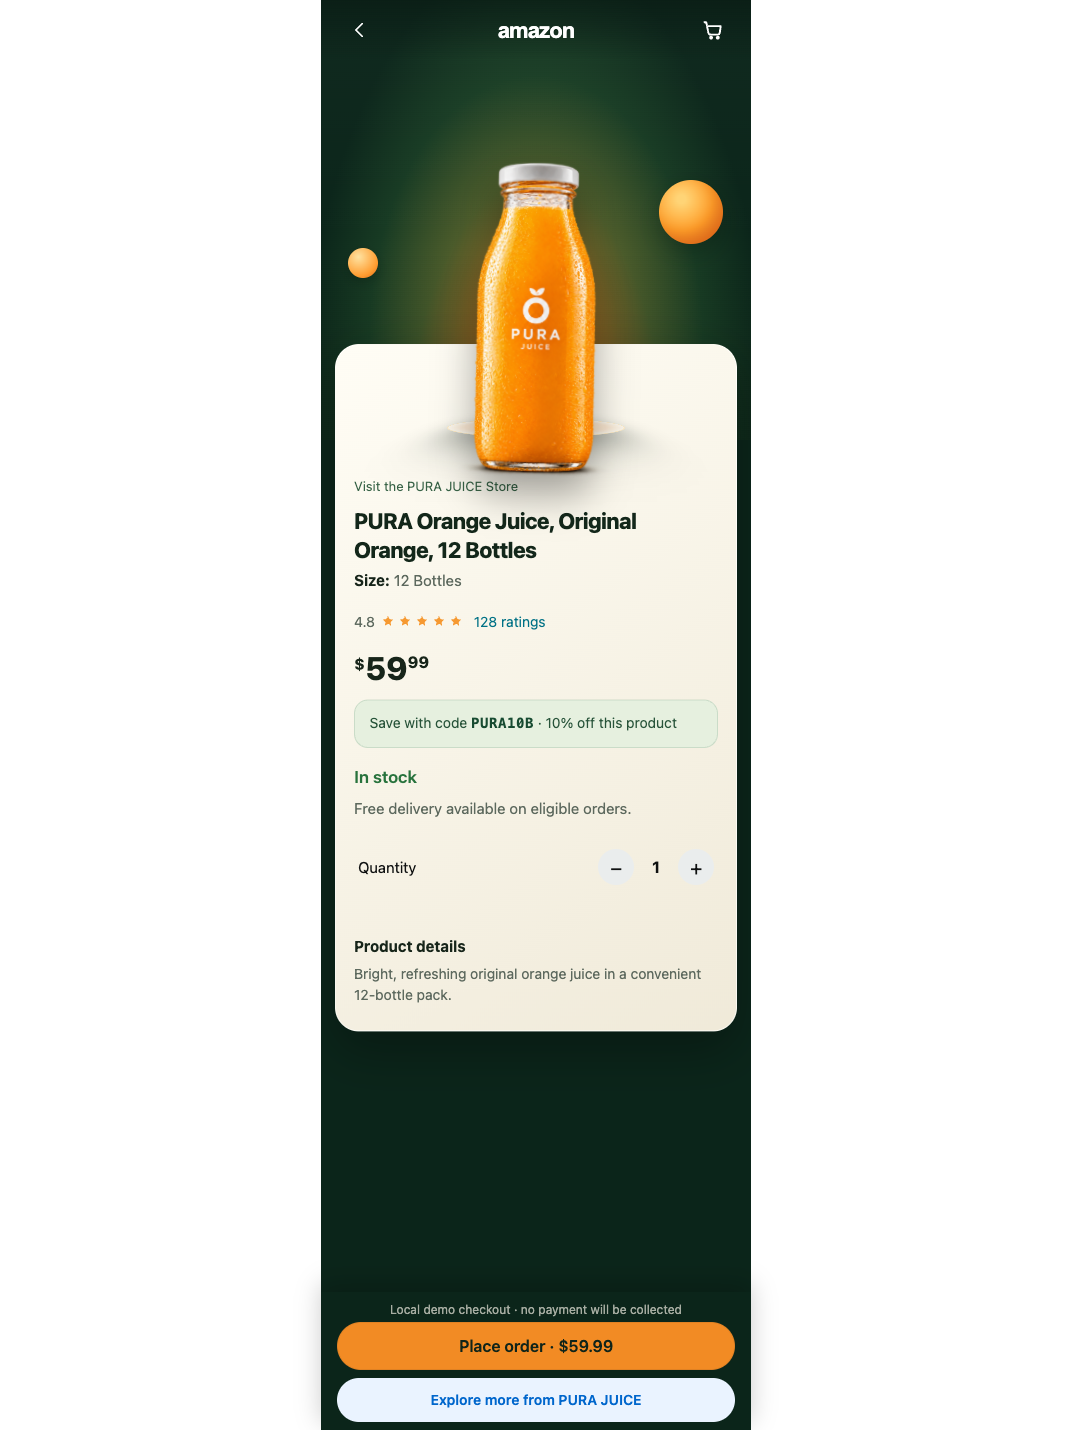 amazon
PURA
JUICE
Visit the PURA JUICE Store
PURA Orange Juice, Original
Orange, 12 Bottles
Size: 12 Bottles
4.8 ★ ★ ★ ★ ★ 128 ratings
$59.99
Save with code PURA10B · 10% off this product
In stock
Free delivery available on eligible orders.
Quantity − 1 +
Product details
Bright, refreshing original orange juice in a convenient
12-bottle pack.
Local demo checkout · no payment will be collected
Place order · $59.99
Explore more from PURA JUICE